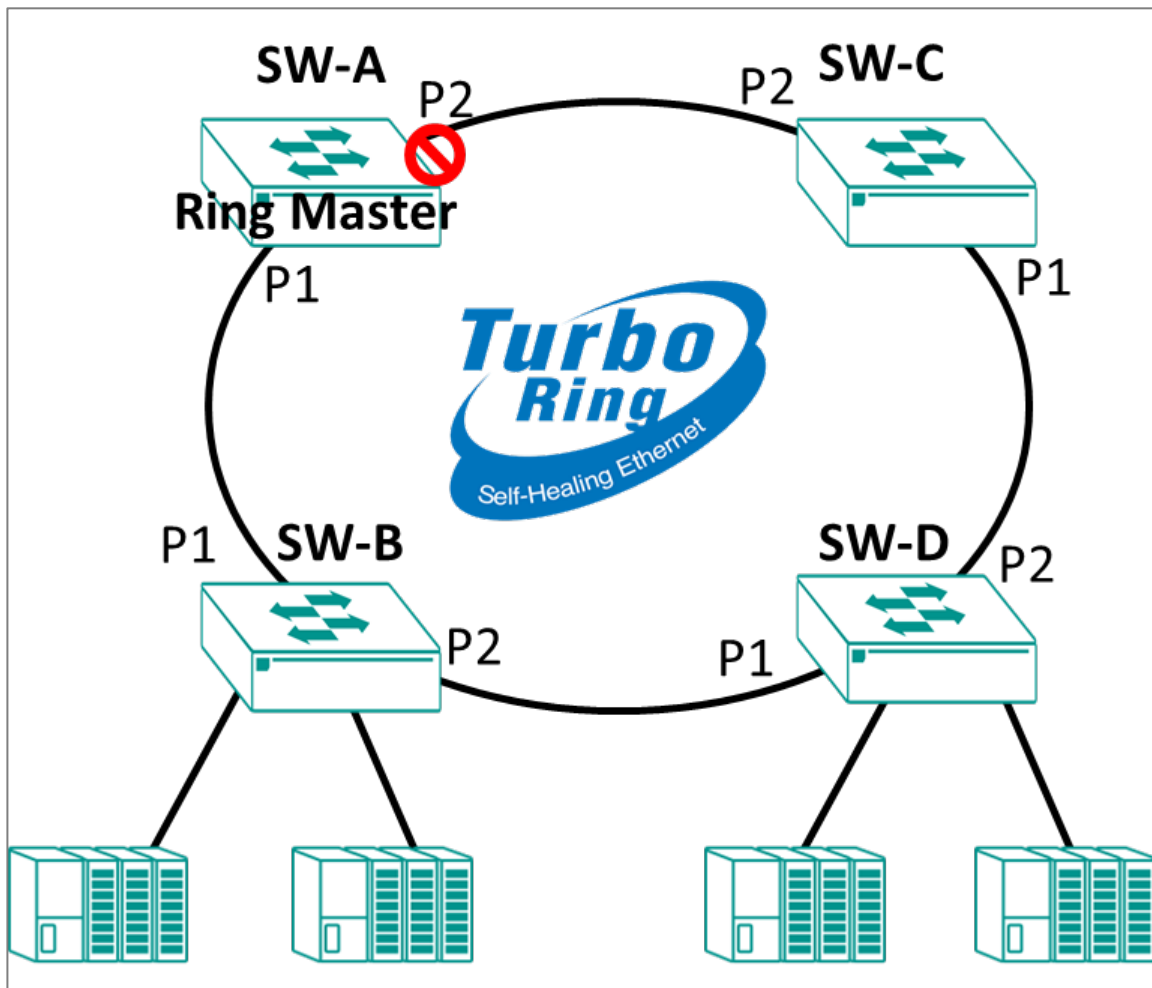 SW-A
P2
P2
SW-C
Ring Master
P1
P1
Turbo
Ring
Self-Healing Ethernet
P1
SW-B
SW-D
P2
P2
P1